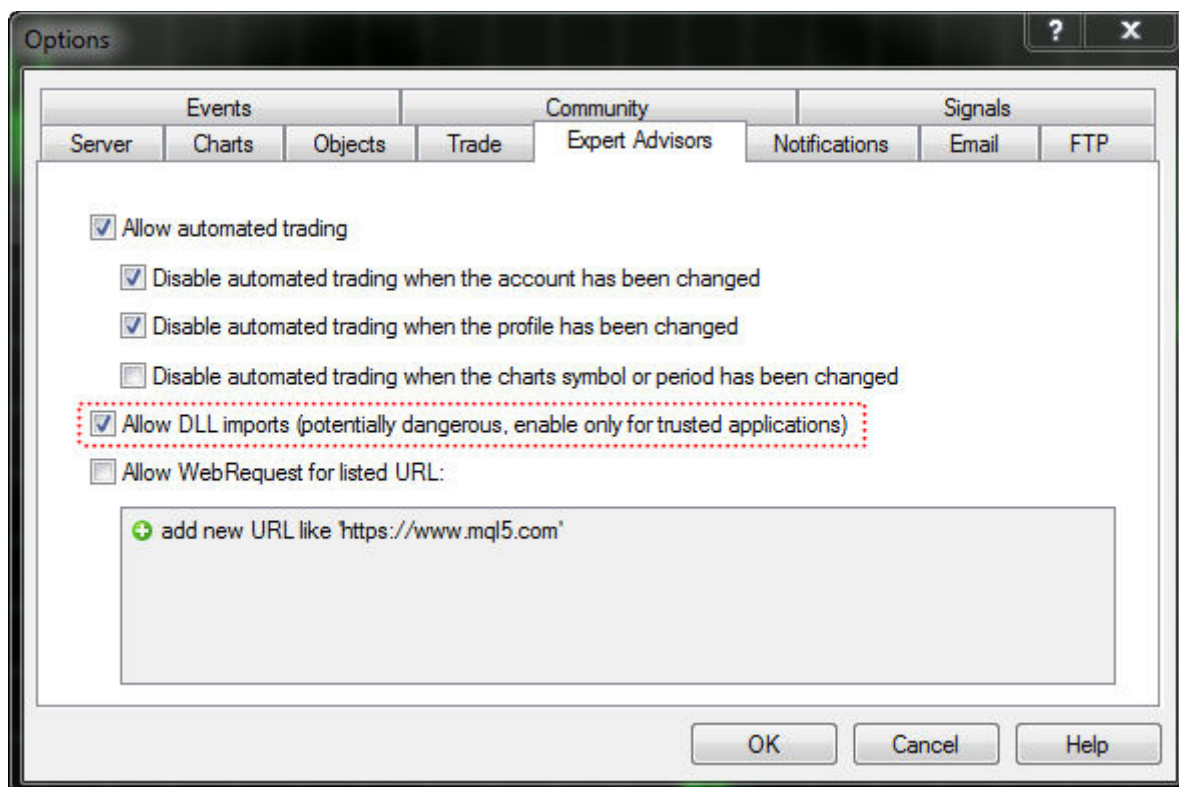 Options
? X
Events Community Signals
Server Charts Objects Trade Expert Advisors Notifications Email FTP
Allow automated trading
Disable automated trading when the account has been changed
Disable automated trading when the profile has been changed
Disable automated trading when the charts symbol or period has been changed
Allow DLL imports (potentially dangerous, enable only for trusted applications)
Allow WebRequest for listed URL:
add new URL like 'https://www.mql5.com'
OK Cancel Help